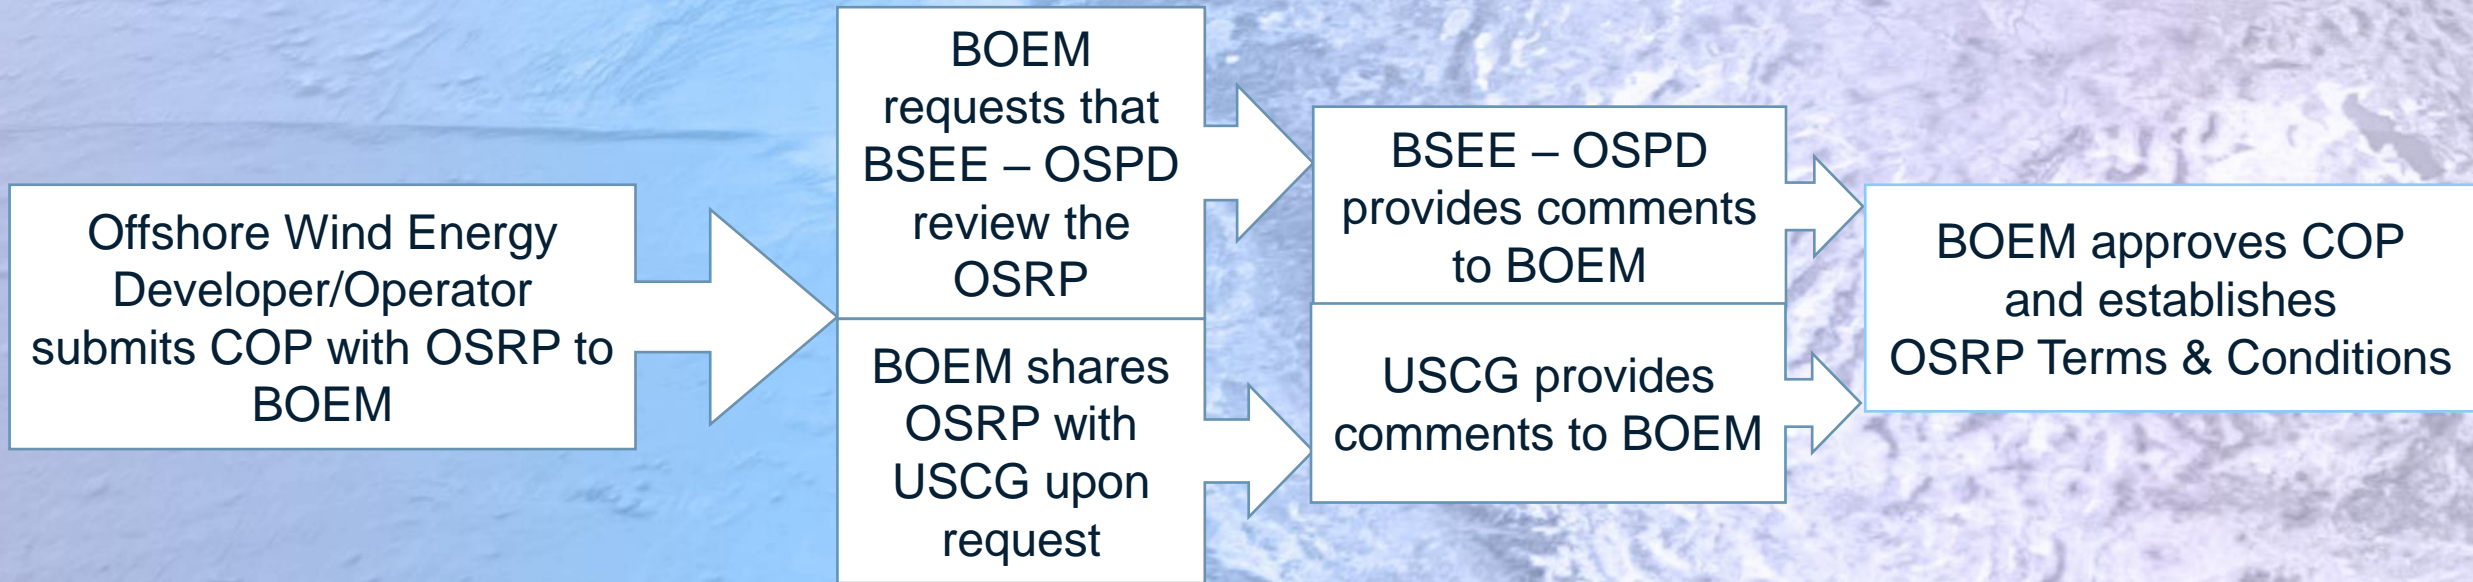 Offshore Wind Energy
Developer/Operator
submits COP with OSRP to
BOEM
BOEM
requests that
BSEE – OSPD
review the
OSRP
BOEM shares
OSRP with
USCG upon
request
BSEE – OSPD
provides comments
to BOEM
USCG provides
comments to BOEM
BOEM approves COP
and establishes
OSRP Terms & Conditions